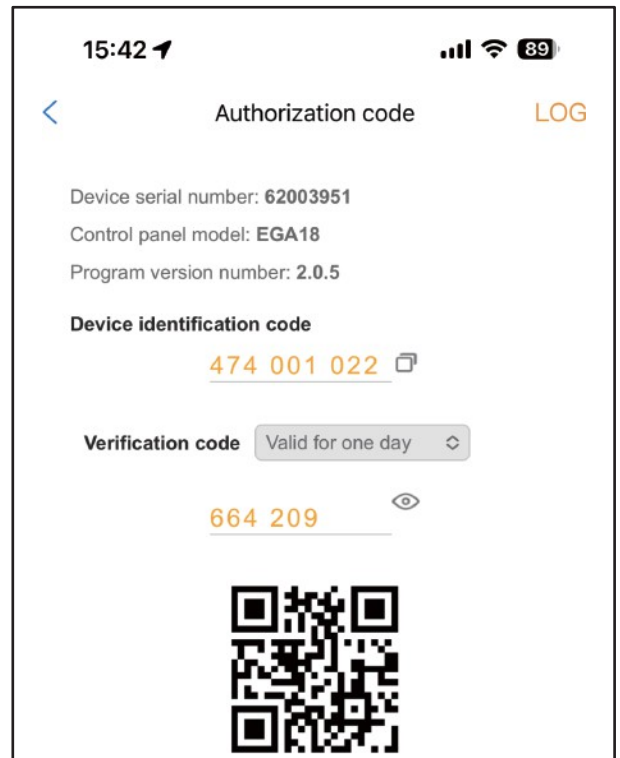 15:42 89
Authorization code LOG
Device serial number: 62003951
Control panel model: EGA18
Program version number: 2.0.5
Device identification code
474 001 022
Verification code Valid for one day
664 209